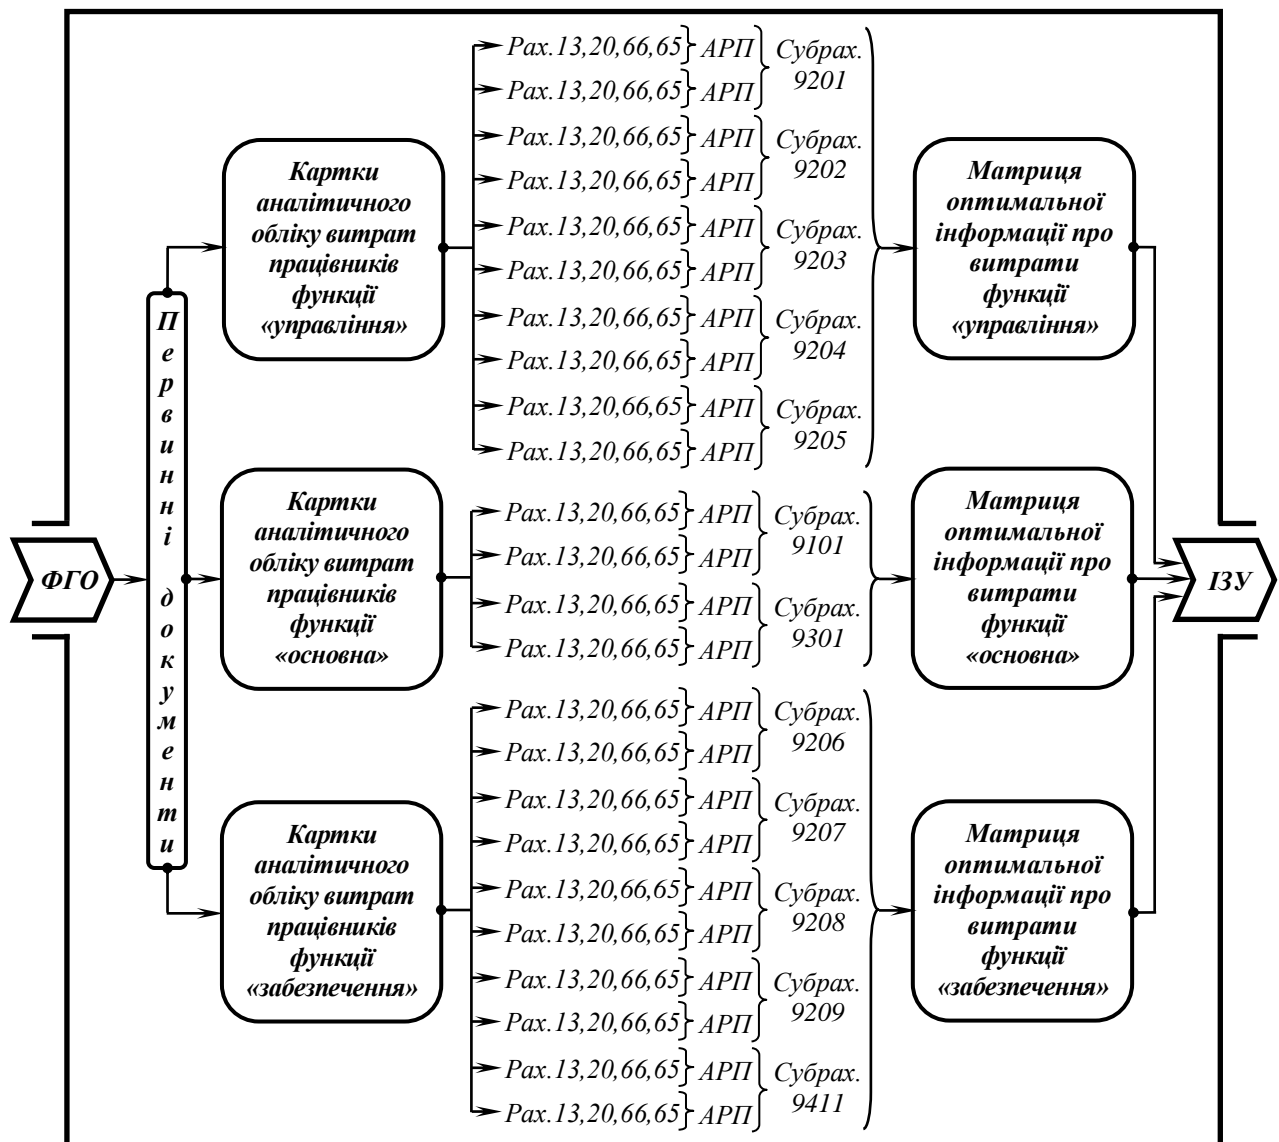 ФГО
Первинні документи
Картки
аналітичного
обліку витрат
працівників
функції
«управління»
Рах.13,20,66,65 АРП
Рах.13,20,66,65 АРП
Субрах.
9201
Рах.13,20,66,65 АРП
Рах.13,20,66,65 АРП
Субрах.
9202
Рах.13,20,66,65 АРП
Рах.13,20,66,65 АРП
Субрах.
9203
Рах.13,20,66,65 АРП
Рах.13,20,66,65 АРП
Субрах.
9204
Рах.13,20,66,65 АРП
Рах.13,20,66,65 АРП
Субрах.
9205
Матриця
оптимальної
інформації про
витрати
функції
«управління»
Картки
аналітичного
обліку витрат
працівників
функції
«основна»
Рах.13,20,66,65 АРП
Рах.13,20,66,65 АРП
Субрах.
9101
Рах.13,20,66,65 АРП
Рах.13,20,66,65 АРП
Субрах.
9301
Матриця
оптимальної
інформації про
витрати
функції
«основна»
Картки
аналітичного
обліку витрат
працівників
функції
«забезпечення»
Рах.13,20,66,65 АРП
Рах.13,20,66,65 АРП
Субрах.
9206
Рах.13,20,66,65 АРП
Рах.13,20,66,65 АРП
Субрах.
9207
Рах.13,20,66,65 АРП
Рах.13,20,66,65 АРП
Субрах.
9208
Рах.13,20,66,65 АРП
Рах.13,20,66,65 АРП
Субрах.
9209
Рах.13,20,66,65 АРП
Рах.13,20,66,65 АРП
Субрах.
9411
Матриця
оптимальної
інформації про
витрати
функції
«забезпечення»
ІЗУ